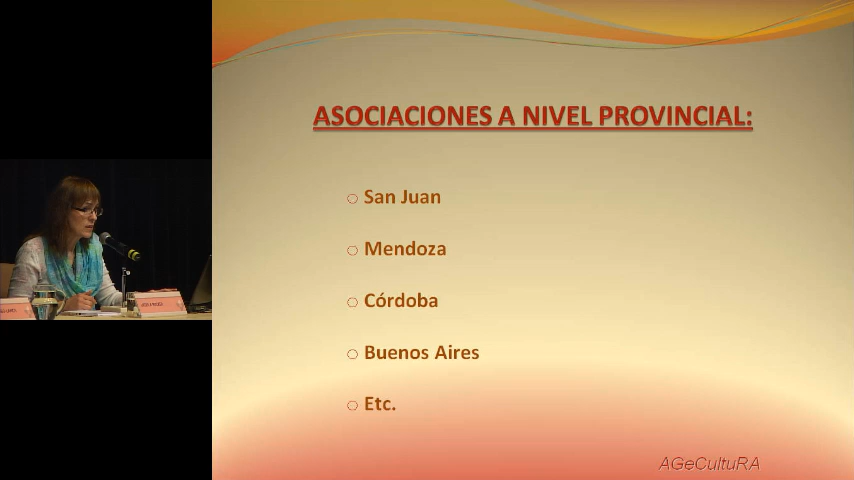 ASOCIACIONES A NIVEL PROVINCIAL:
San Juan
Mendoza
Córdoba
Buenos Aires
Etc.
AGeCultuRA